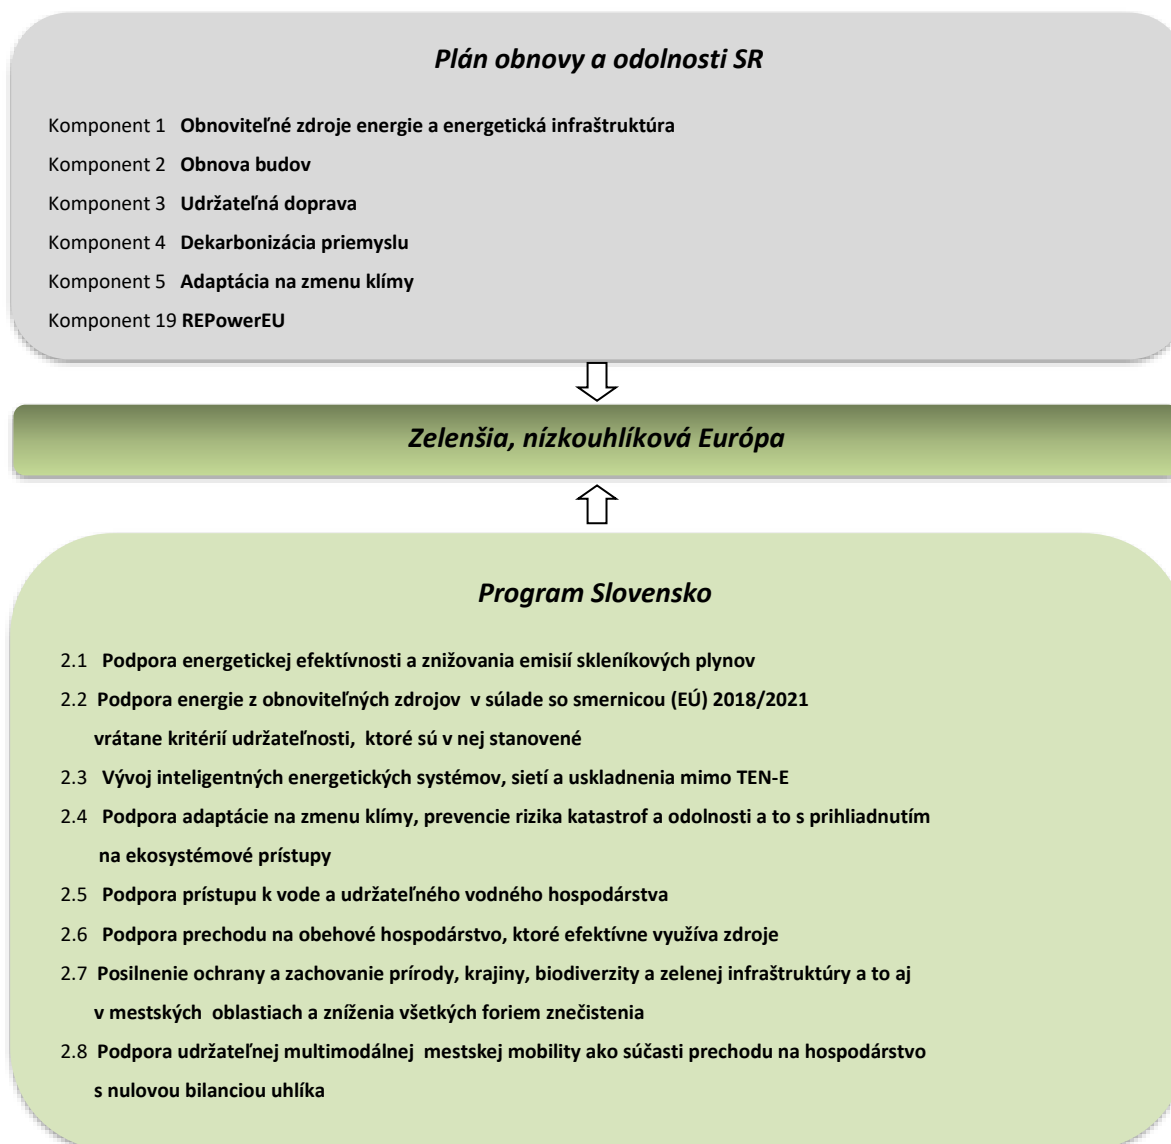 Plán obnovy a odolnosti SR
Komponent 1 Obnoviteľné zdroje energie a energetická infraštruktúra
Komponent 2 Obnova budov
Komponent 3 Udržateľná doprava
Komponent 4 Dekarbonizácia priemyslu
Komponent 5 Adaptácia na zmenu klímy
Komponent 19 REPowerEU
Zelenšia, nízkouhlíková Európa
Program Slovensko
2.1 Podpora energetickej efektívnosti a znižovania emisií skleníkových plynov
2.2 Podpora energie z obnoviteľných zdrojov v súlade so smernicou (EÚ) 2018/2021
vrátane kritérií udržateľnosti, ktoré sú v nej stanovené
2.3 Vývoj inteligentných energetických systémov, sietí a uskladnenia mimo TEN-E
2.4 Podpora adaptácie na zmenu klímy, prevencie rizika katastrof a odolnosti a to s prihliadnutím
na ekosystémové prístupy
2.5 Podpora prístupu k vode a udržateľného vodného hospodárstva
2.6 Podpora prechodu na obehové hospodárstvo, ktoré efektívne využíva zdroje
2.7 Posilnenie ochrany a zachovanie prírody, krajiny, biodiverzity a zelenej infraštruktúry a to aj
v mestských oblastiach a zníženia všetkých foriem znečistenia
2.8 Podpora udržateľnej multimodálnej mestskej mobility ako súčasti prechodu na hospodárstvo
s nulovou bilanciou uhlíka